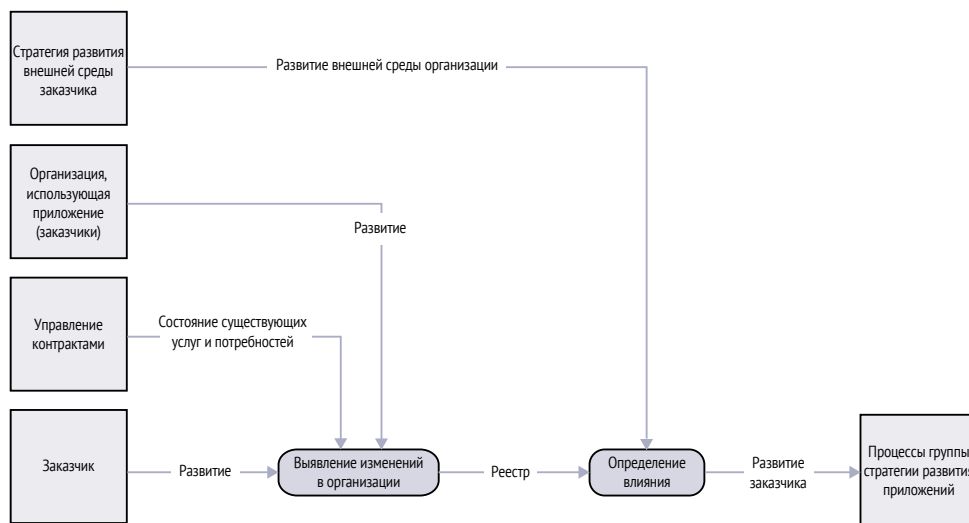 Стратегия развития
внешней среды
заказчика
Развитие внешней среды организации
Организация,
использующая
приложение
(заказчики)
Развитие
Управление
контрактами
Состояние существующих
услуг и потребностей
Заказчик
Развитие
Выявление изменений
в организации
Реестр
Определение
влияния
Развитие
заказчика
Процессы группы
стратегии развития
приложений